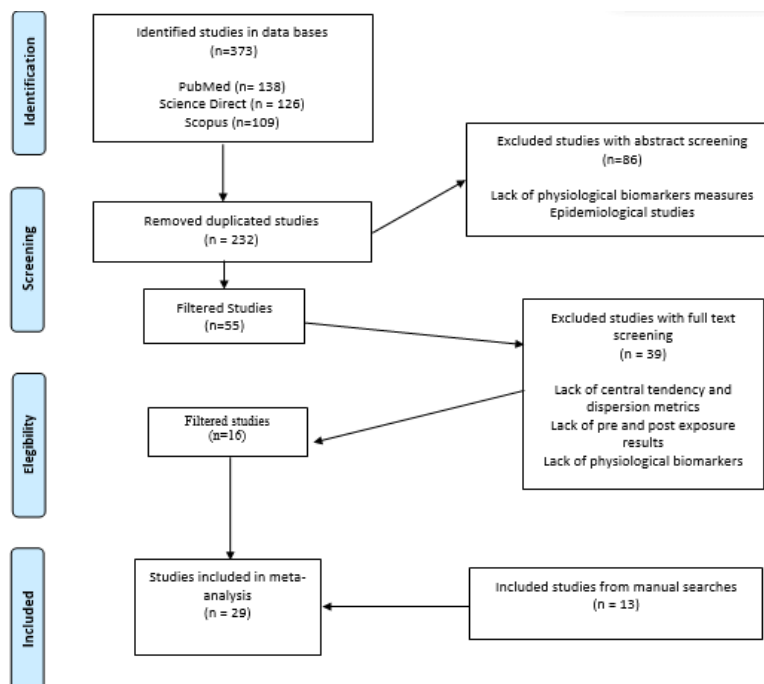 Identification
Identified studies in data bases
(n=373)
PubMed (n= 138)
Science Direct (n = 126)
Scopus (n=109)
Excluded studies with abstract screening
(n=86)
Lack of physiological biomarkers measures
Epidemiological studies
Screening
Removed duplicated studies
(n = 232)
Filtered Studies
(n=55)
Excluded studies with full text
screening
(n = 39)
Lack of central tendency and
dispersion metrics
Lack of pre and post exposure
results
Lack of physiological biomarkers
Elegibility
Filtered studies
(n=16)
Included
Studies included in meta-
analysis
(n = 29)
Included studies from manual searches
(n = 13)